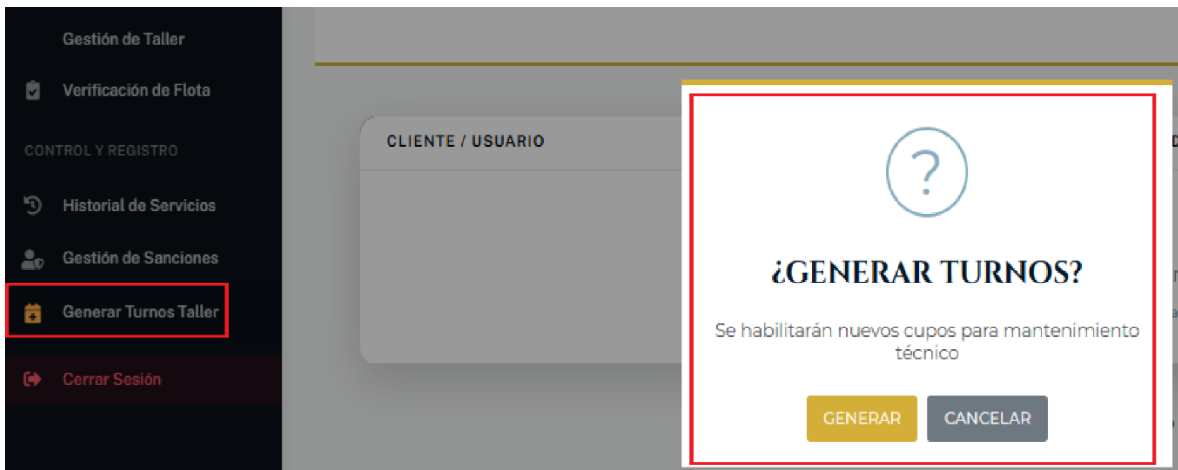 Gestión de Taller
Verificación de Flota
CONTROL Y REGISTRO
Historial de Servicios
Gestión de Sanciones
Generar Turnos Taller
Cerrar Sesión
CLIENTE / USUARIO
?
¿GENERAR TURNOS?
Se habilitarán nuevos cupos para mantenimiento
técnico
GENERAR
CANCELAR